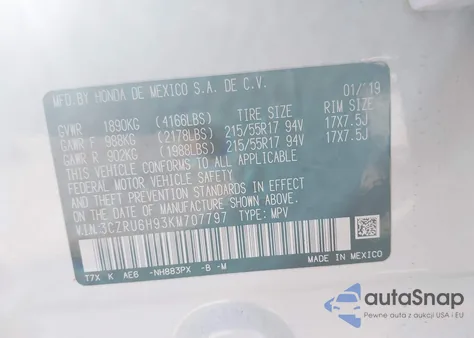 MFD.BY HONDA DE MEXICO S.A. DE C.V. 01/19
GVWR 1890KG (4166LBS) TIRE SIZE RIM SIZE
GAWR F 988KG (2178LBS) 215/55R17 94V 17X7.5J
GAWR R 902KG (1988LBS) 215/55R17 94V 17X7.5J
THIS VEHICLE CONFORMS TO ALL APPLICABLE
FEDERAL MOTOR VEHICLE SAFETY AND
THEFT PREVENTION STANDARDS IN EFFECT
ON THE DATE OF MANUFACTURE SHOWN ABOVE.
V.I.N:3CZRU6H93KM707797 TYPE: MPV
T7X K AE6 -NH883PX -B -M MADE IN MEXICO
autoSnap
Pewne auta z USA i EU